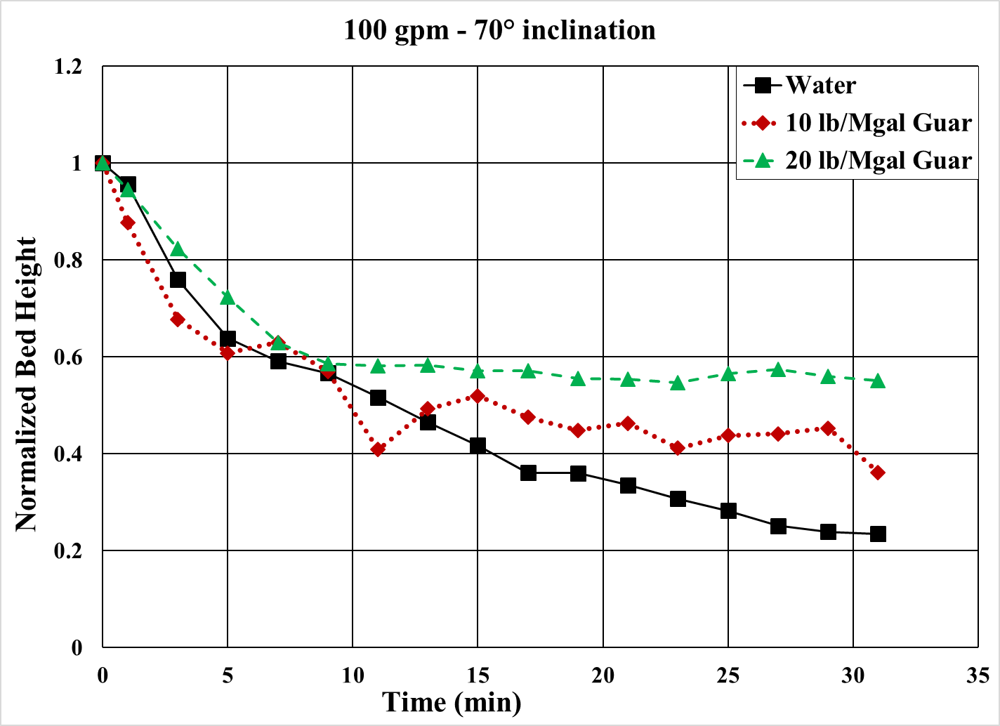 100 gpm - 70° inclination
1.2
1
0.8
0.6
0.4
0.2
0
Normalized Bed Height
Water
10 lb/Mgal Guar
20 lb/Mgal Guar
0 5 10 15 20 25 30 35
Time (min)